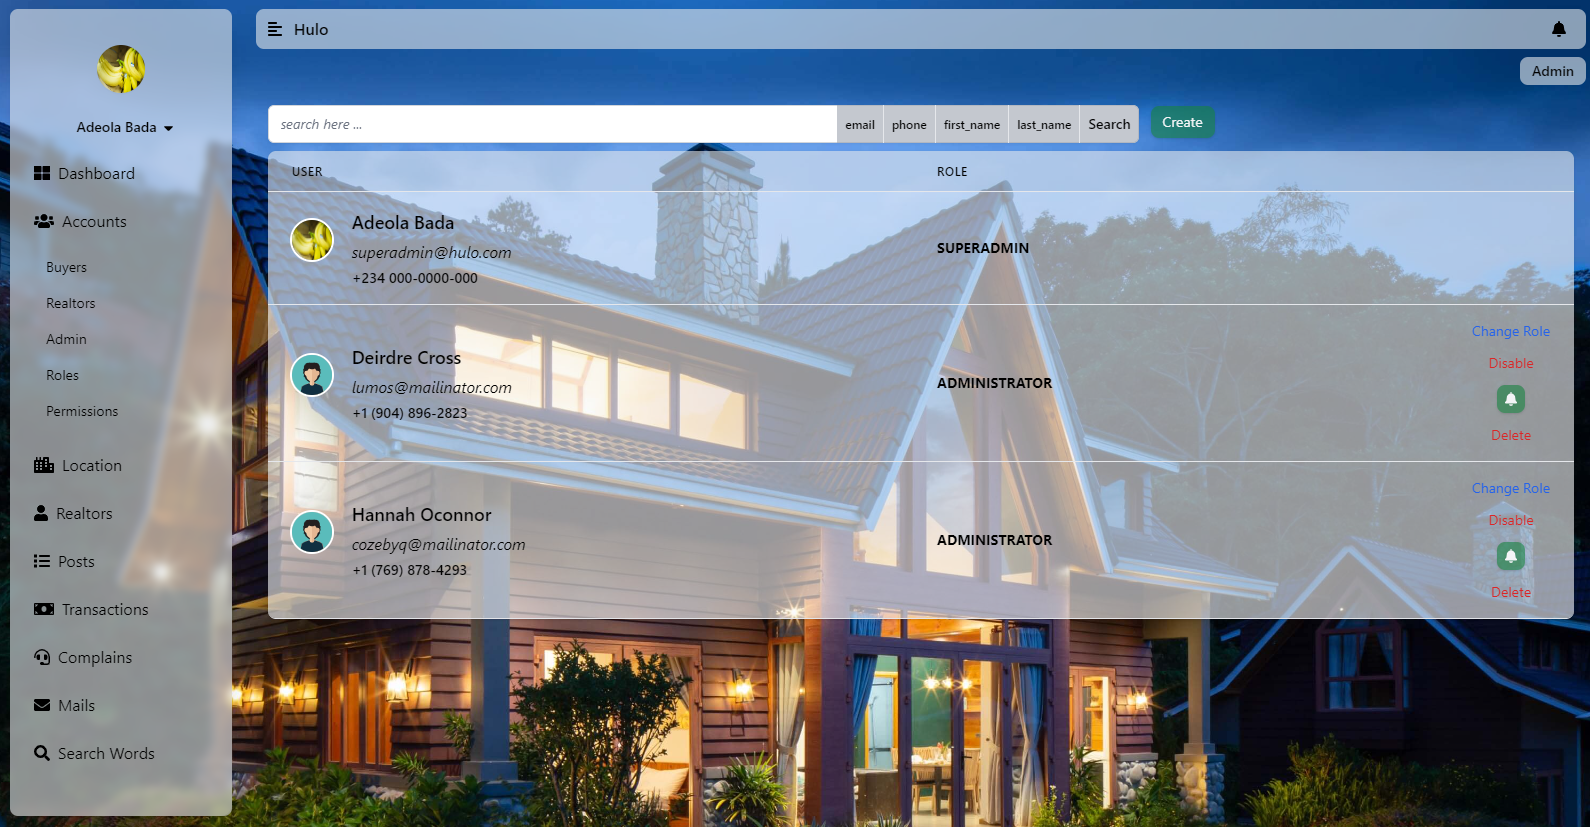 Hulo
Admin
Adeola Bada
Dashboard
Accounts
Buyers
Realtors
Admin
Roles
Permissions
Location
Realtors
Posts
Transactions
Complains
Mails
Search Words
search here ... email phone first_name last_name Search Create
USER ROLE
Adeola Bada
superadmin@hulo.com
+234 000-0000-000
SUPERADMIN
Deirdre Cross
lumos@mailinator.com
+1 (904) 896-2823
ADMINISTRATOR
Change Role
Disable
Delete
Hannah Oconnor
cozebyq@mailinator.com
+1 (769) 878-4293
ADMINISTRATOR
Change Role
Disable
Delete